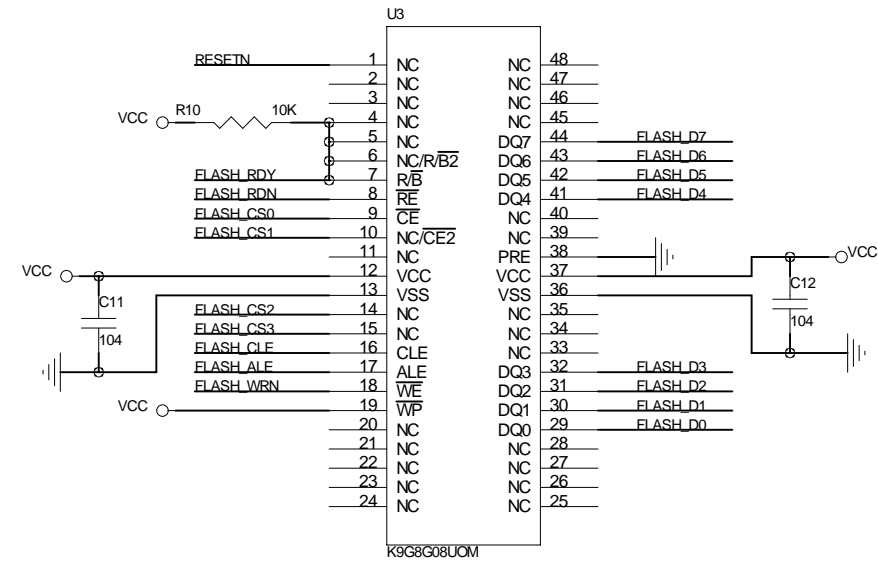 U3
RESETN 1 NC NC 48
2 NC NC 47
3 NC NC 46
VCC R10 10K 4 NC NC 45
5 NC DQ7 44 FLASH_D7
6 NC/R/B2 DQ6 43 FLASH_D6
FLASH_RDY 7 R/B DQ5 42 FLASH_D5
FLASH_RDN 8 RE DQ4 41 FLASH_D4
FLASH_CS0 9 CE NC 40
FLASH_CS1 10 NC/CE2 NC 39
11 NC PRE 38
VCC 12 VCC VCC 37 VCC
13 VSS VSS 36
C11 C12
FLASH_CS2 14 NC NC 35
104 104
FLASH_CS3 15 NC NC 34
FLASH_CLE 16 CLE NC 33
FLASH_ALE 17 ALE DQ3 32 FLASH_D3
FLASH_WRN 18 WE DQ2 31 FLASH_D2
VCC 19 WP DQ1 30 FLASH_D1
20 NC DQ0 29 FLASH_D0
21 NC NC 28
22 NC NC 27
23 NC NC 26
24 NC NC 25
K9G8G08UOM